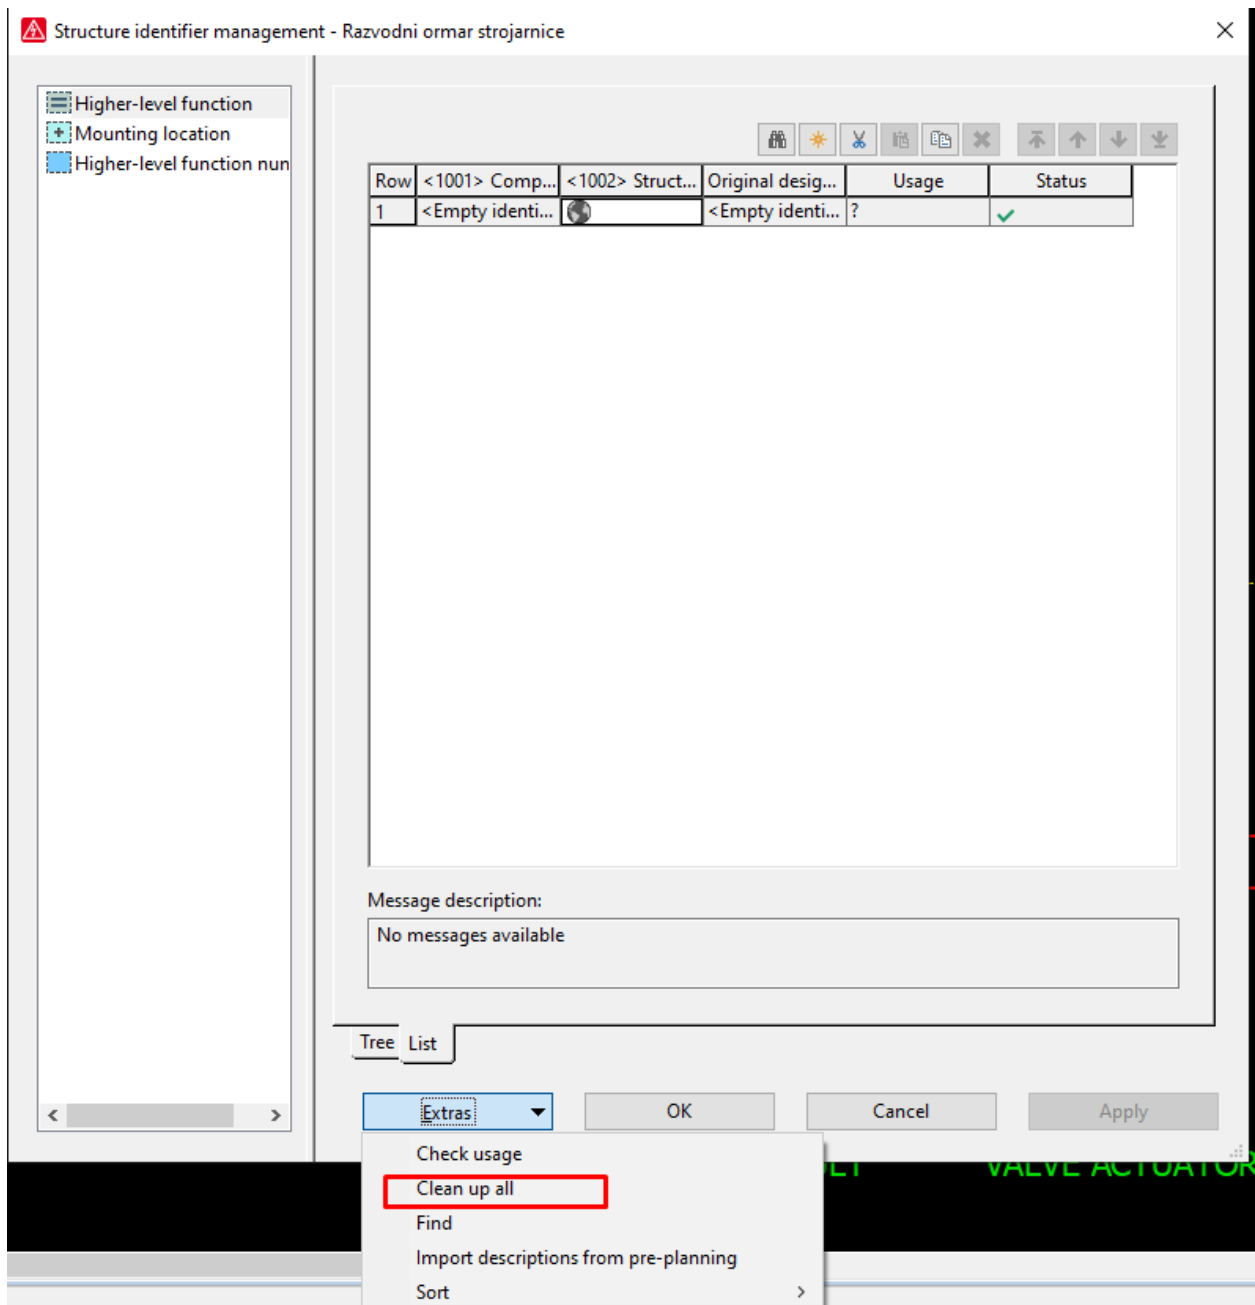 Structure identifier management - Razvodni ormar strojarnice
Higher-level function
Mounting location
Higher-level function nun
Row <1001> Comp... <1002> Struct... Original desig... Usage Status
1 <Empty identi... <Empty identi... ?
Message description:
No messages available
Tree List
Extras OK Cancel Apply
Check usage
VALVE ACTUATOR
Clean up all
Find
Import descriptions from pre-planning
Sort